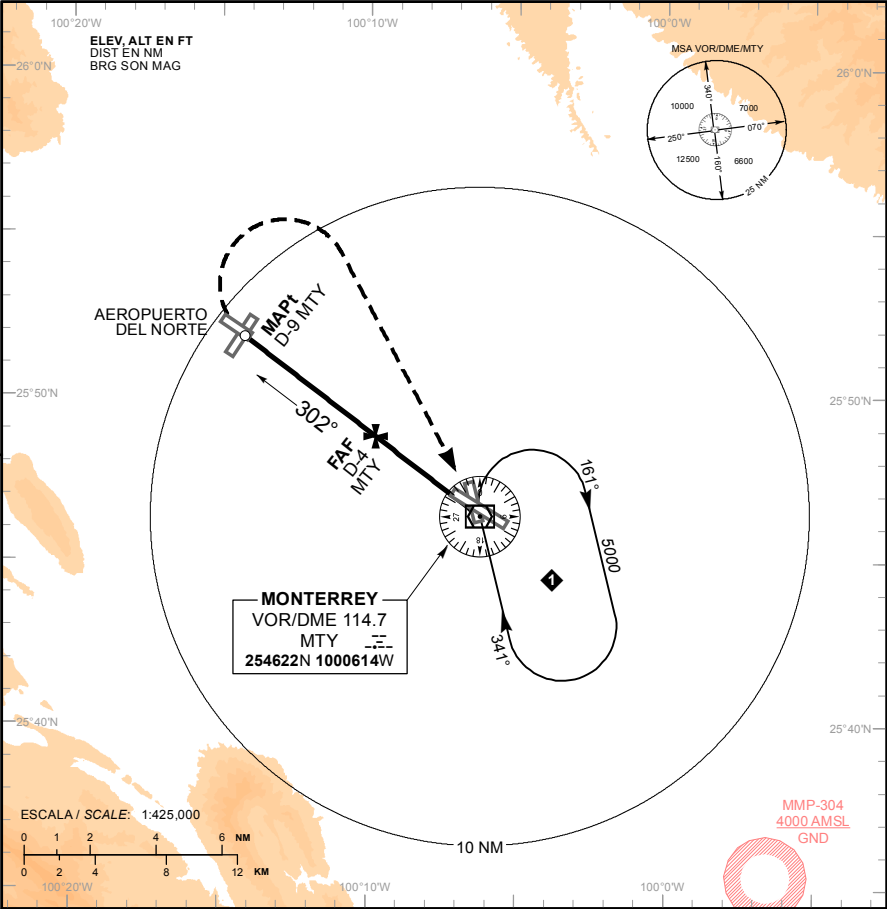 100°20'W
100°10'W
100°0'W
ELEV, ALT EN FT
DIST EN NM
BRG SON MAG
MSA VOR/DME/MTY
26°0'N
26°0'N
340°
10000
7000
070°
250°
12500
6600
160°
25 NM
AEROPUERTO
DEL NORTE
MAPt
D-9 MTY
25°50'N
25°50'N
302°
FAF
D-4
MTY
161°
27
18
5000
1
MONTERREY
VOR/DME 114.7
MTY
254622N 1000614W
341°
25°40'N
25°40'N
ESCALA / SCALE: 1:425,000
0 1 2 4 6 NM
0 2 4 8 12 KM
10 NM
MMP-304
4000 AMSL
GND
100°20'W
100°10'W
100°0'W